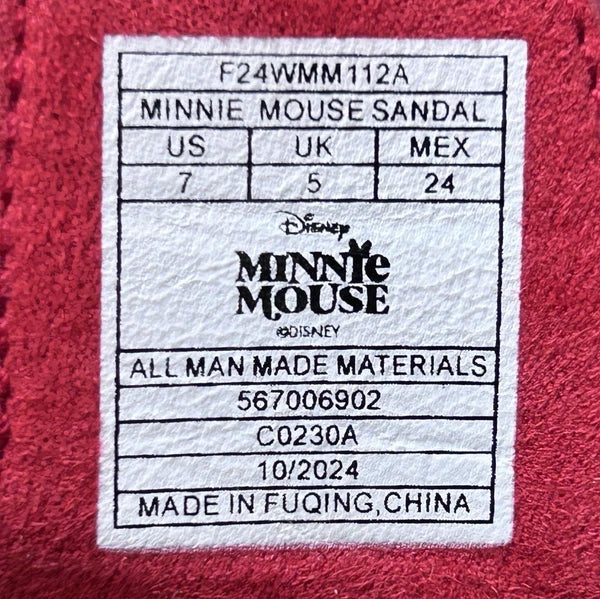 F24WMM112A
MINNIE MOUSE SANDAL
US UK MEX
7 5 24
Disney
MINNIE
MOUSE
©DISNEY
ALL MAN MADE MATERIALS
567006902
C0230A
10/2024
MADE IN FUQING,CHINA